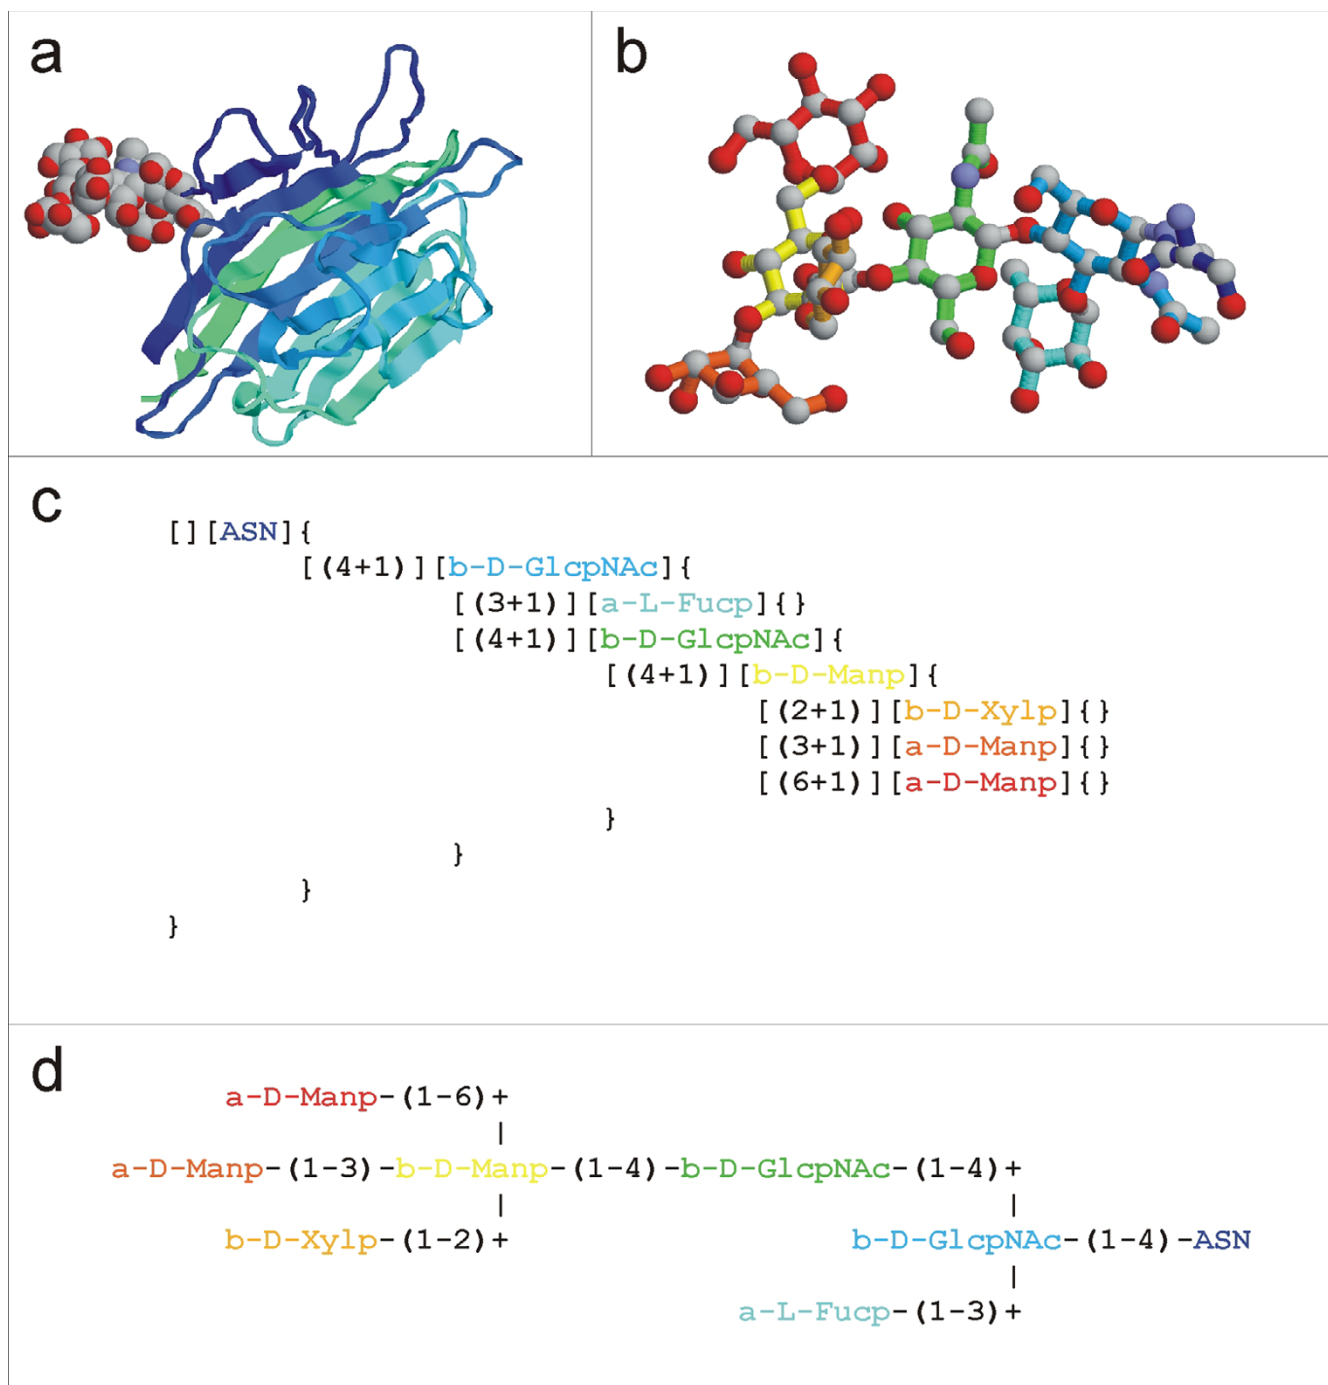 a
b
c
[][ASN]{
[(4+1)][b-D-GlcpNAc]{
[(3+1)][a-L-Fucp]{}
[(4+1)][b-D-GlcpNAc]{
[(4+1)][b-D-Manp]{
[(2+1)][b-D-Xylp]{}
[(3+1)][a-D-Manp]{}
[(6+1)][a-D-Manp]{}
}
}
}
}
d
a-D-Manp-(1-6)+
|
a-D-Manp-(1-3)-b-D-Manp-(1-4)-b-D-GlcpNAc-(1-4)+
| |
b-D-Xylp-(1-2)+ b-D-GlcpNAc-(1-4)-ASN
|
a-L-Fucp-(1-3)+